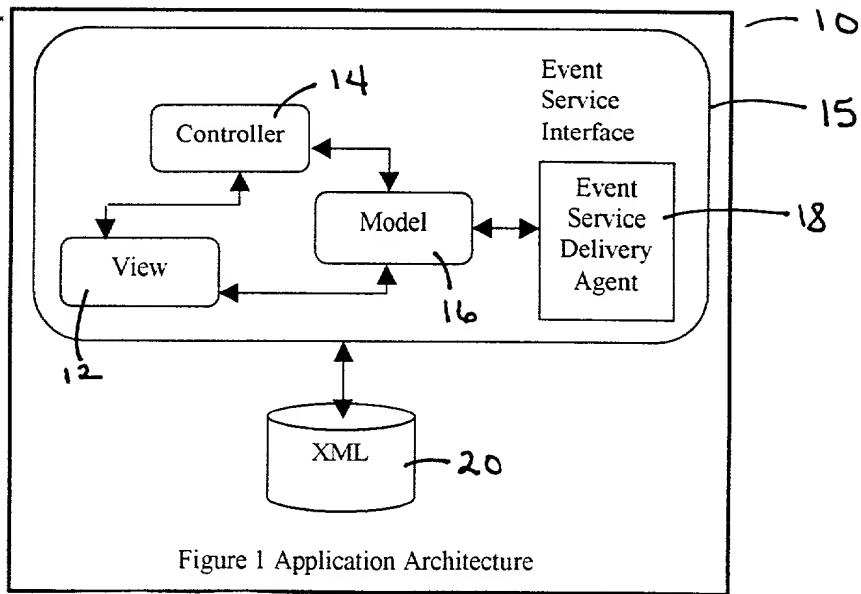 10
14
Controller
Event
Service
Interface
15
Event
Service
Delivery
Agent
18
Model
View
16
12
XML
20
Figure 1 Application Architecture